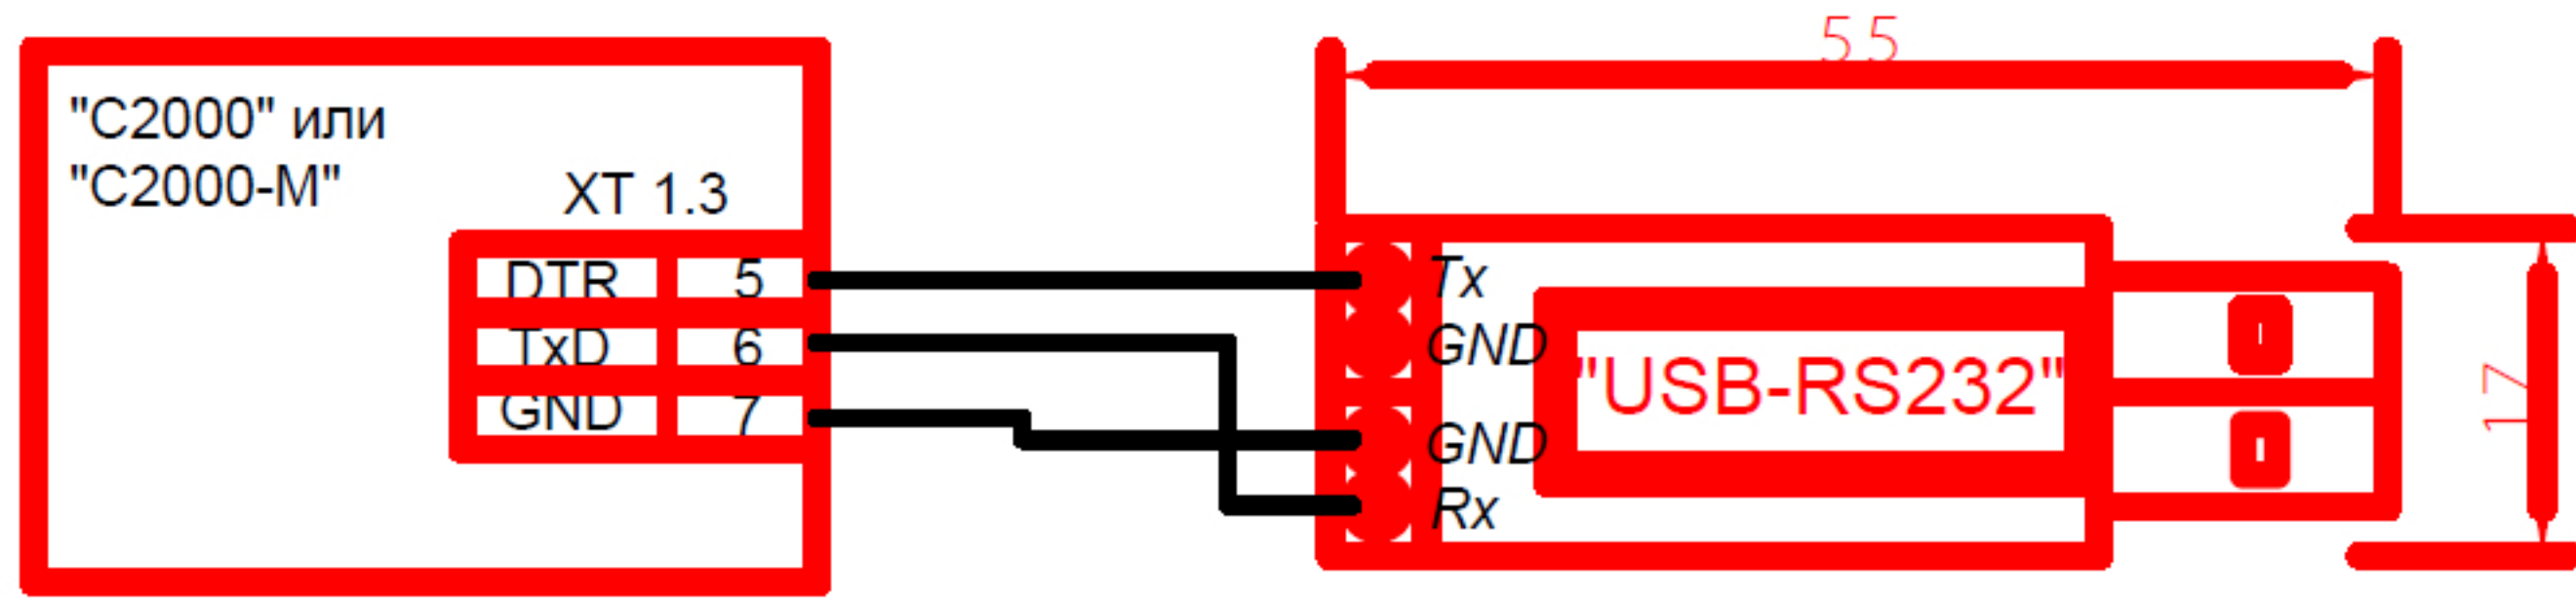 "С2000" или
"С2000-М"
XT 1.3
DTR 5
TxD 6
GND 7
55
Tx
GND
GND
Rx
"USB-RS232"
17